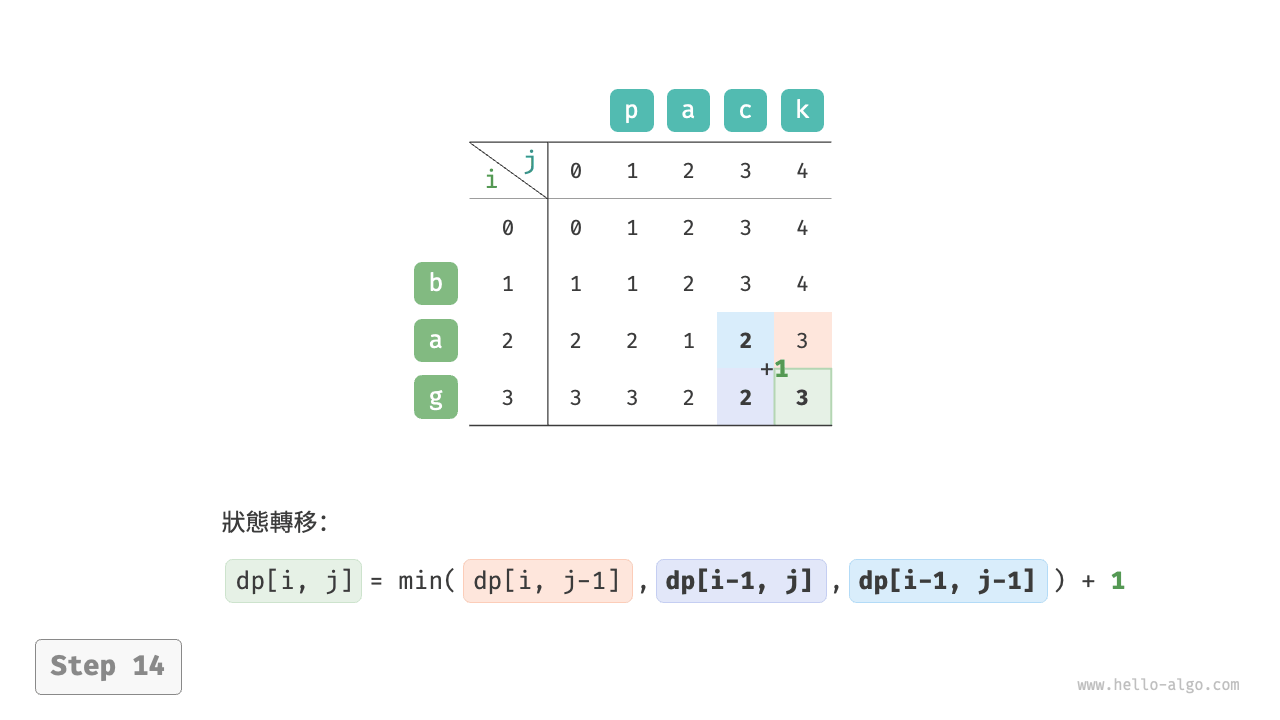 p a c k
j
i
0 1 2 3 4
0 0 1 2 3 4
b 1 1 1 2 3 4
a 2 2 2 1 2 3
+1
g 3 3 3 2 2 3
狀態轉移：
dp[i, j] = min( dp[i, j-1] , dp[i-1, j] , dp[i-1, j-1] ) + 1
Step 14
www.hello-algo.com